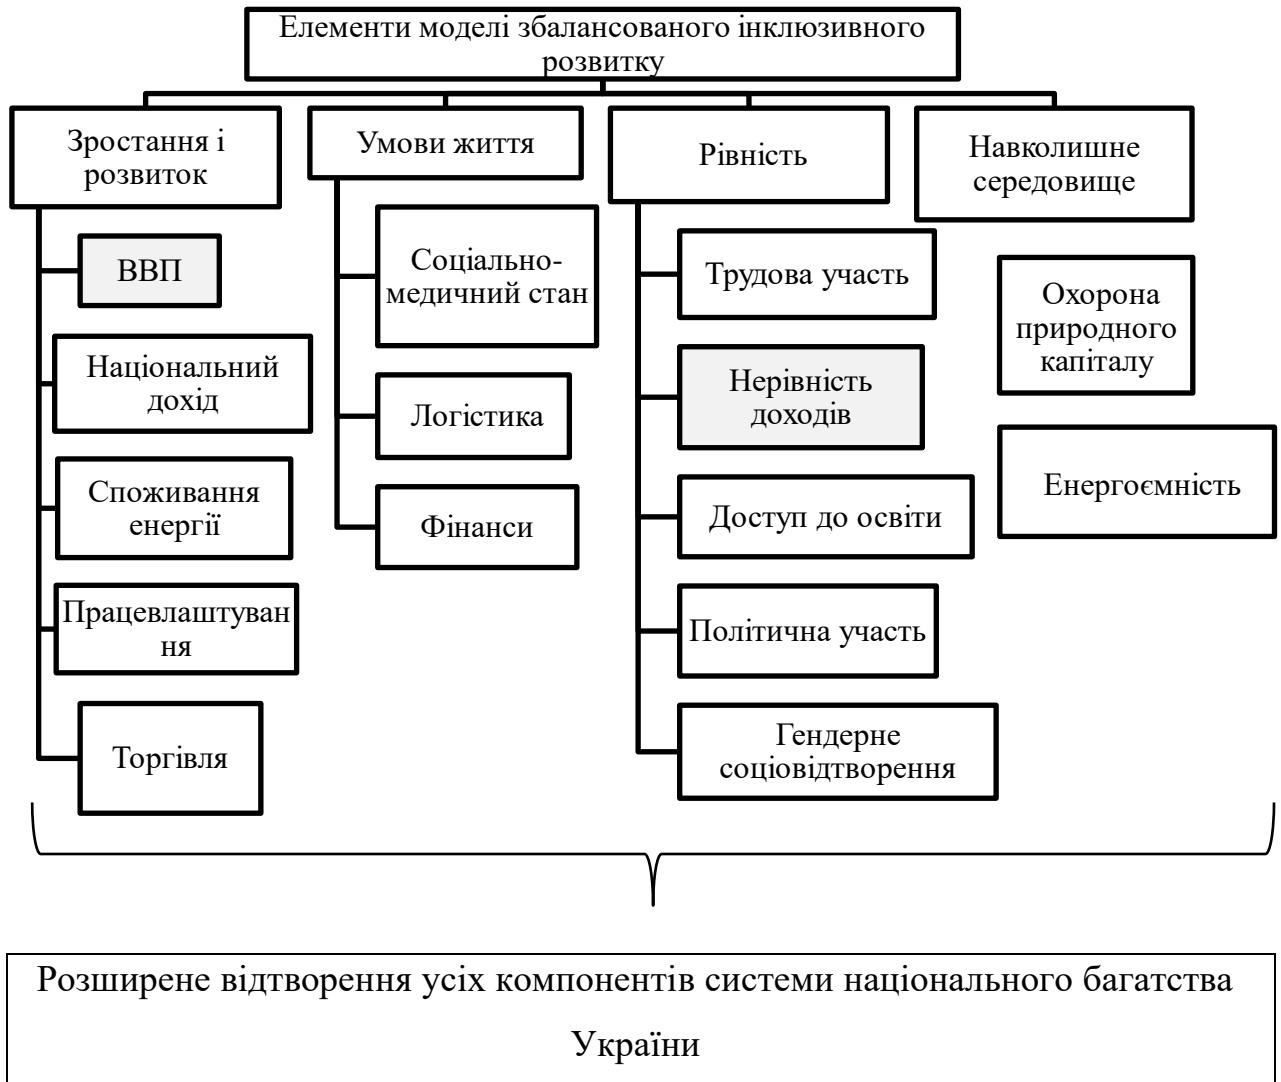 Елементи моделі збалансованого інклюзивного
розвитку
Зростання і
розвиток
ВВП
Національний
дохід
Споживання
енергії
Працевлаштуван
ня
Торгівля
Умови життя
Соціально-
медичний стан
Логістика
Фінанси
Рівність
Трудова участь
Нерівність
доходів
Доступ до освіти
Політична участь
Гендерне
соціовідтворення
Навколишнє
середовище
Охорона
природного
капіталу
Енергоємність
Розширене відтворення усіх компонентів системи національного багатства
України